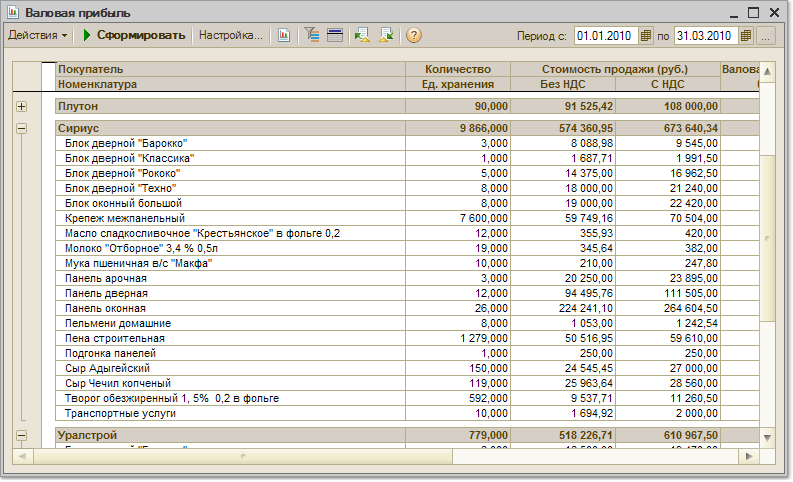 Валовая прибыль
Действия Сформировать Настройка... ? Период с: 01.01.2010 по 31.03.2010 ...
Покупатель Количество Стоимость продажи (руб.) Валова
Номенклатура Ед. хранения Без НДС С НДС
Плутон 90,000 91 525,42 108 000,00
Сириус 9 866,000 574 360,95 673 640,34
Блок дверной "Барокко" 3,000 8 088,98 9 545,00
Блок дверной "Классика" 1,000 1 687,71 1 991,50
Блок дверной "Рококо" 5,000 14 375,00 16 962,50
Блок дверной "Техно" 8,000 18 000,00 21 240,00
Блок оконный большой 8,000 19 000,00 22 420,00
Крепеж межпанельный 7 600,000 59 749,16 70 504,00
Масло сладкосливочное "Крестьянское" в фольге 0,2 12,000 355,93 420,00
Молоко "Отборное" 3,4 % 0,5л 19,000 345,64 382,00
Мука пшеничная в/с "Макфа" 10,000 210,00 247,80
Панель арочная 3,000 20 250,00 23 895,00
Панель дверная 12,000 94 495,76 111 505,00
Панель оконная 26,000 224 241,10 264 604,50
Пельмени домашние 8,000 1 053,00 1 242,54
Пена строительная 1 279,000 50 516,95 59 610,00
Подгонка панелей 1,000 250,00 250,00
Сыр Адыгейский 150,000 24 545,45 27 000,00
Сыр Чечил копченый 119,000 25 963,64 28 560,00
Творог обезжиренный 1, 5% 0,2 в фольге 592,000 9 537,71 11 260,50
Транспортные услуги 10,000 1 694,92 2 000,00
Уралстрой 779,000 518 226,71 610 967,50